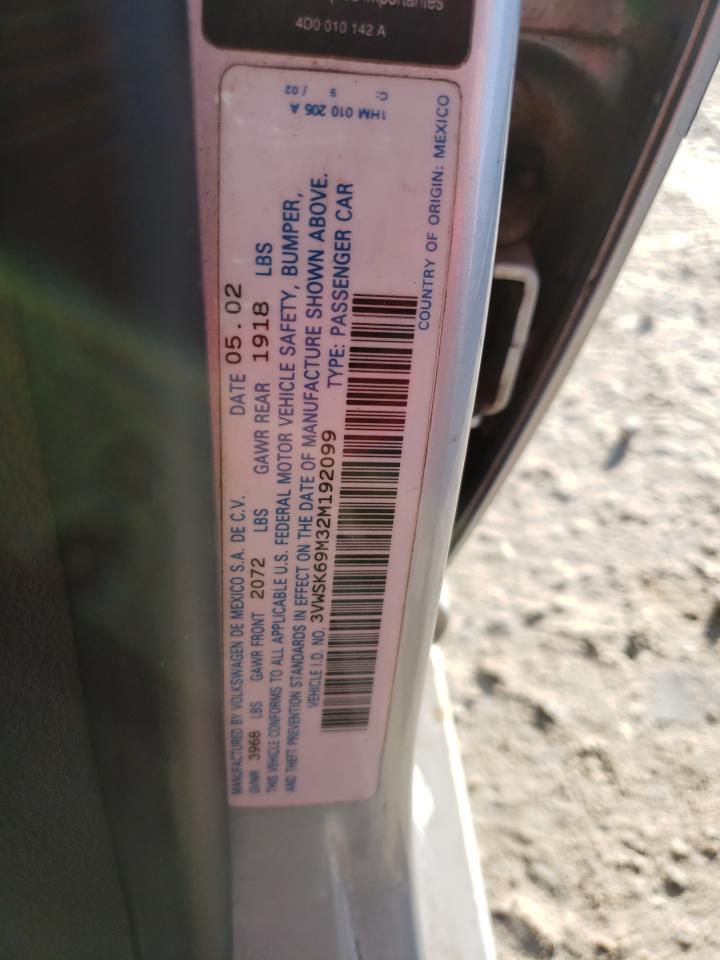 importantes
4D0 010 142 A
1HM 010 205 A
C: 9 / 02
MANUFACTURED BY VOLKSWAGEN DE MEXICO S.A. DE C.V. DATE 05.02
GVWR 3968 LBS GAWR FRONT 2072 LBS GAWR REAR 1918 LBS
THIS VEHICLE CONFORMS TO ALL APPLICABLE U.S. FEDERAL MOTOR VEHICLE SAFETY, BUMPER,
AND THEFT PREVENTION STANDARDS IN EFFECT ON THE DATE OF MANUFACTURE SHOWN ABOVE.
VEHICLE I.D. NO. 3VWSK69M32M192099 TYPE: PASSENGER CAR
COUNTRY OF ORIGIN: MEXICO